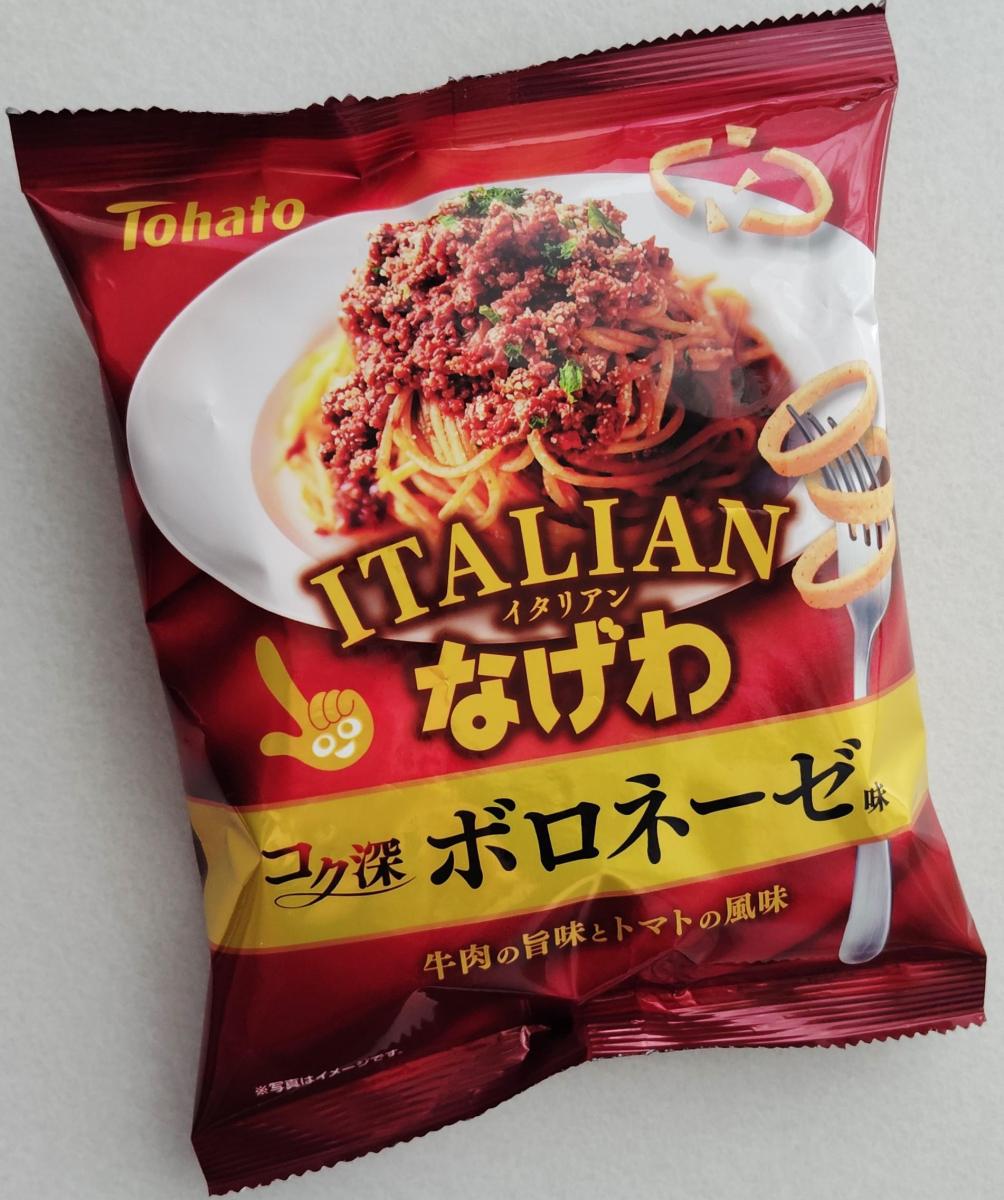 Tohato
ITALIAN
イタリアン
なげわ
コク深 ボロネーゼ味
牛肉の旨味とトマトの風味
※写真はイメージです。